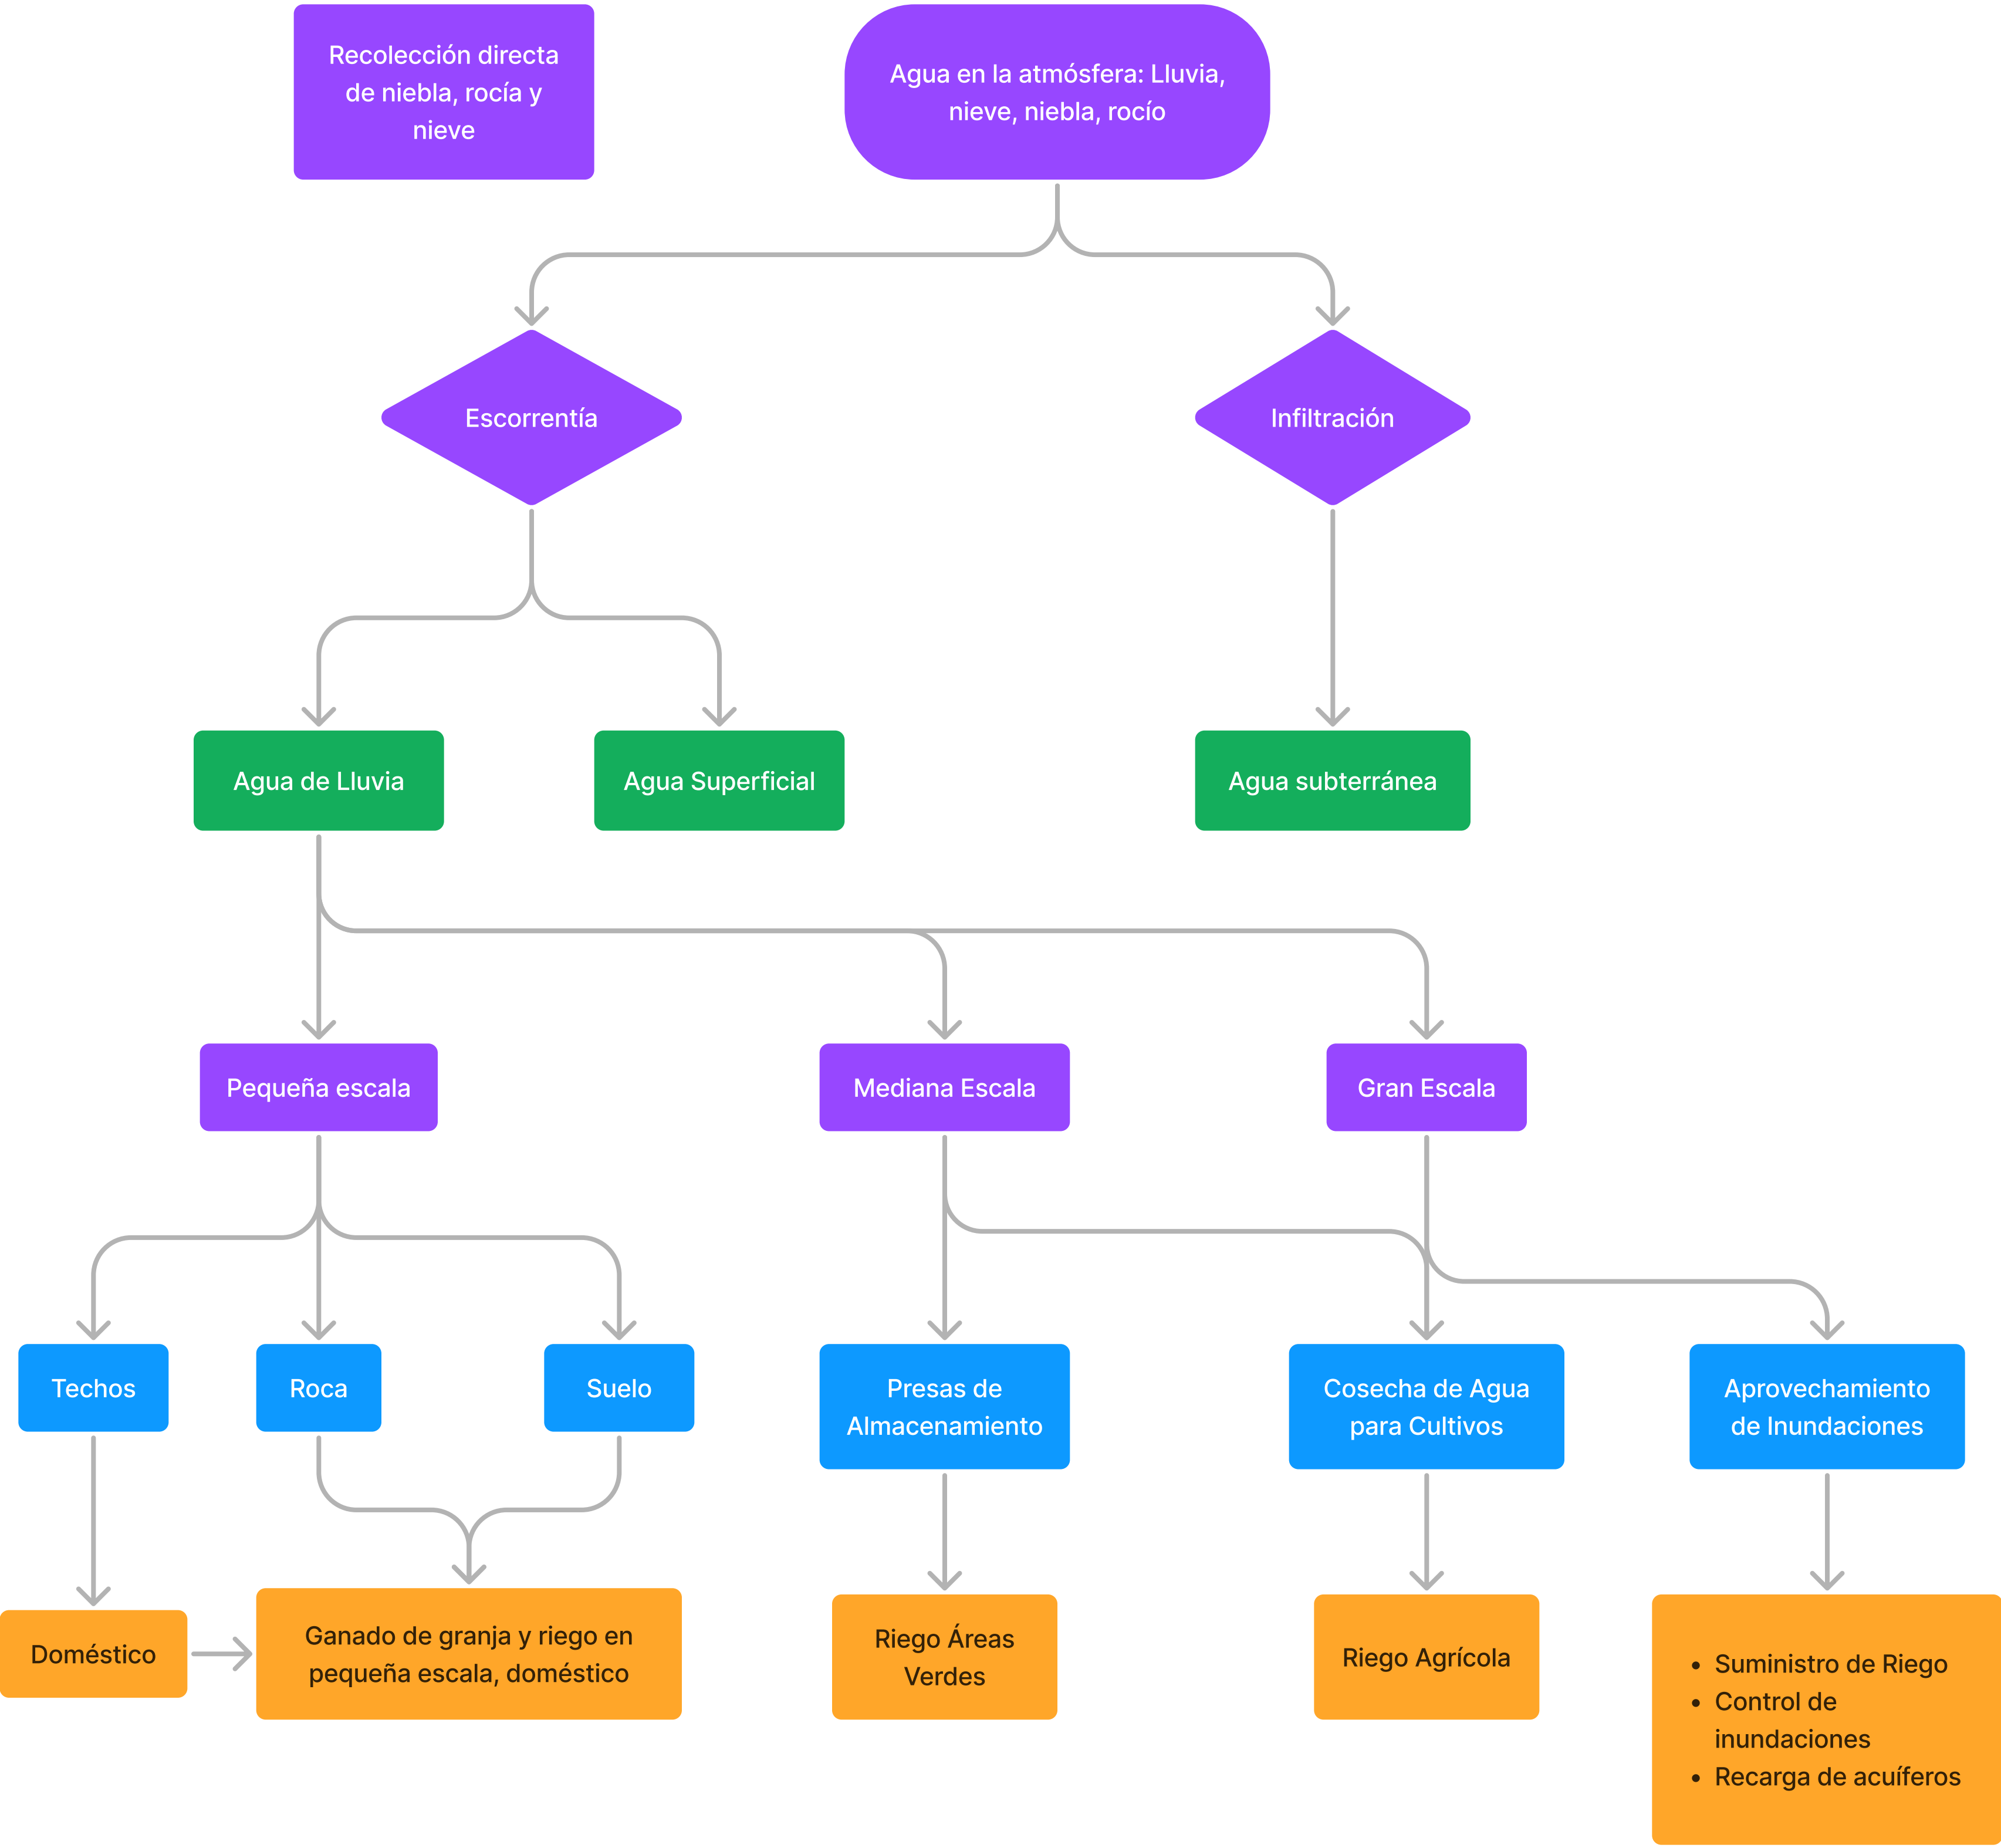 Recolección directa
de niebla, rocía y
nieve
Agua en la atmósfera: Lluvia,
nieve, niebla, rocío
Escorrentía
Infiltración
Agua de Lluvia
Agua Superficial
Agua subterránea
Pequeña escala
Mediana Escala
Gran Escala
Techos
Roca
Suelo
Presas de
Almacenamiento
Cosecha de Agua
para Cultivos
Aprovechamiento
de Inundaciones
Doméstico
Ganado de granja y riego en
pequeña escala, doméstico
Riego Áreas
Verdes
Riego Agrícola
• Suministro de Riego
• Control de
inundaciones
• Recarga de acuíferos